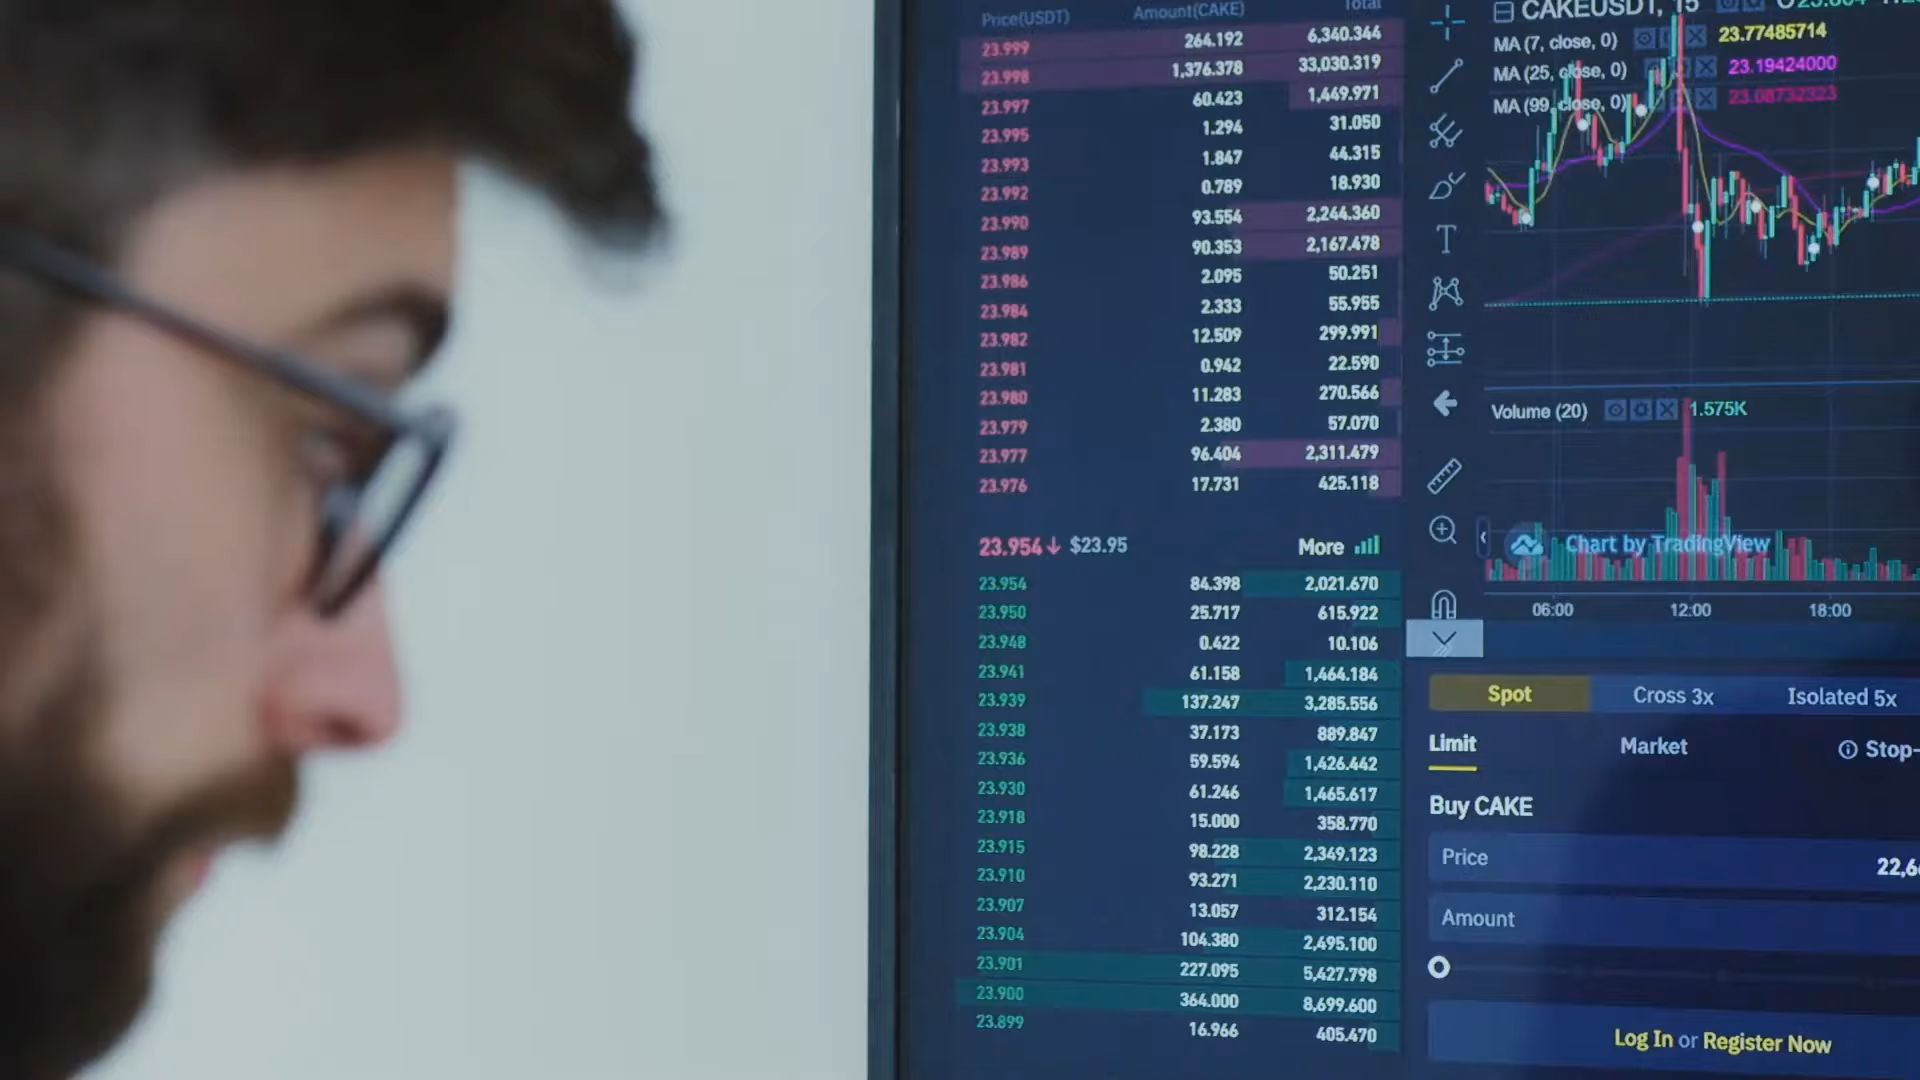 Price(USDT) Amount(CAKE) Total
23.999 264.192 6,340.344
23.998 1,376.378 33,030.319
23.997 60.423 1,449.971
23.995 1.294 31.050
23.993 1.847 44.315
23.992 0.789 18.930
23.990 93.554 2,244.360
23.989 90.353 2,167.478
23.986 2.095 50.251
23.984 2.333 55.955
23.982 12.509 299.991
23.981 0.942 22.590
23.980 11.283 270.566
23.979 2.380 57.070
23.977 96.404 2,311.479
23.976 17.731 425.118
23.954↓ $23.95 More
23.954 84.398 2,021.670
23.950 25.717 615.922
23.948 0.422 10.106
23.941 61.158 1,464.184
23.939 137.247 3,285.556
23.938 37.173 889.847
23.936 59.594 1,426.442
23.930 61.246 1,465.617
23.918 15.000 358.770
23.915 98.228 2,349.123
23.910 93.271 2,230.110
23.907 13.057 312.154
23.904 104.380 2,495.100
23.901 227.095 5,427.798
23.900 364.000 8,699.600
23.899 16.966 405.470
CAKEUSDT, 15
MA (7, close, 0) 23.77485714
MA (25, close, 0) 23.19424000
MA (99, close, 0) 23.08732323
Volume (20) 1.575K
Chart by TradingView
06:00 12:00 18:00
Spot Cross 3x Isolated 5x
Limit Market Stop-
Buy CAKE
Price 22,6
Amount
Log In or Register Now